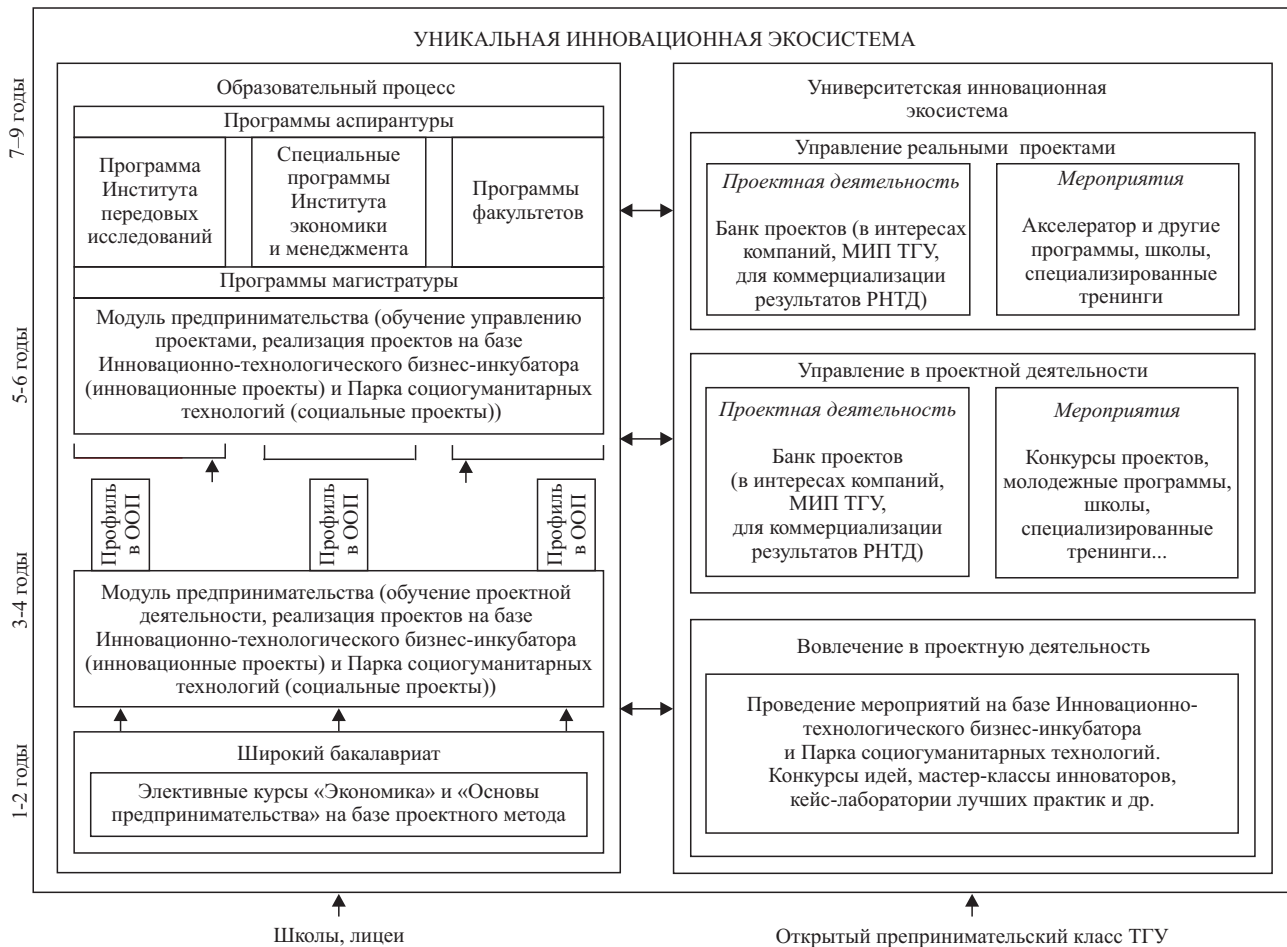 УНИКАЛЬНАЯ ИННОВАЦИОННАЯ ЭКОСИСТЕМА
7–9 годы
5-6 годы
3-4 годы
1-2 годы
Образовательный процесс
Программы аспирантуры
Программа
Института
передовых
исследований
Специальные
программы
Института
экономики
и менеджмента
Программы
факультетов
Программы магистратуры
Модуль предпринимательства (обучение управлению
проектами, реализация проектов на базе
Инновационно-технологического бизнес-инкубатора
(инновационные проекты) и Парка социогуманитарных
технологий (социальные проекты))
Профиль
в ООП
Профиль
в ООП
Профиль
в ООП
Модуль предпринимательства (обучение проектной
деятельности, реализация проектов на базе
Инновационно-технологического бизнес-инкубатора
(инновационные проекты) и Парка социогуманитарных
технологий (социальные проекты))
Широкий бакалавриат
Элективные курсы «Экономика» и «Основы
предпринимательства» на базе проектного метода
Университетская инновационная
экосистема
Управление реальными проектами
Проектная деятельность
Банк проектов (в интересах
компаний, МИП ТГУ,
для коммерциализации
результатов РНТД)
Мероприятия
Акселератор и другие
программы, школы,
специализированные
тренинги
Управление в проектной деятельности
Проектная деятельность
Банк проектов
(в интересах компаний,
МИП ТГУ,
для коммерциализации
результатов РНТД)
Мероприятия
Конкурсы проектов,
молодежные программы,
школы,
специализированные
тренинги...
Вовлечение в проектную деятельность
Проведение мероприятий на базе Инновационно-
технологического бизнес-инкубатора
и Парка социогуманитарных технологий.
Конкурсы идей, мастер-классы инноваторов,
кейс-лаборатории лучших практик и др.
Школы, лицеи
Открытый препринимательский класс ТГУ